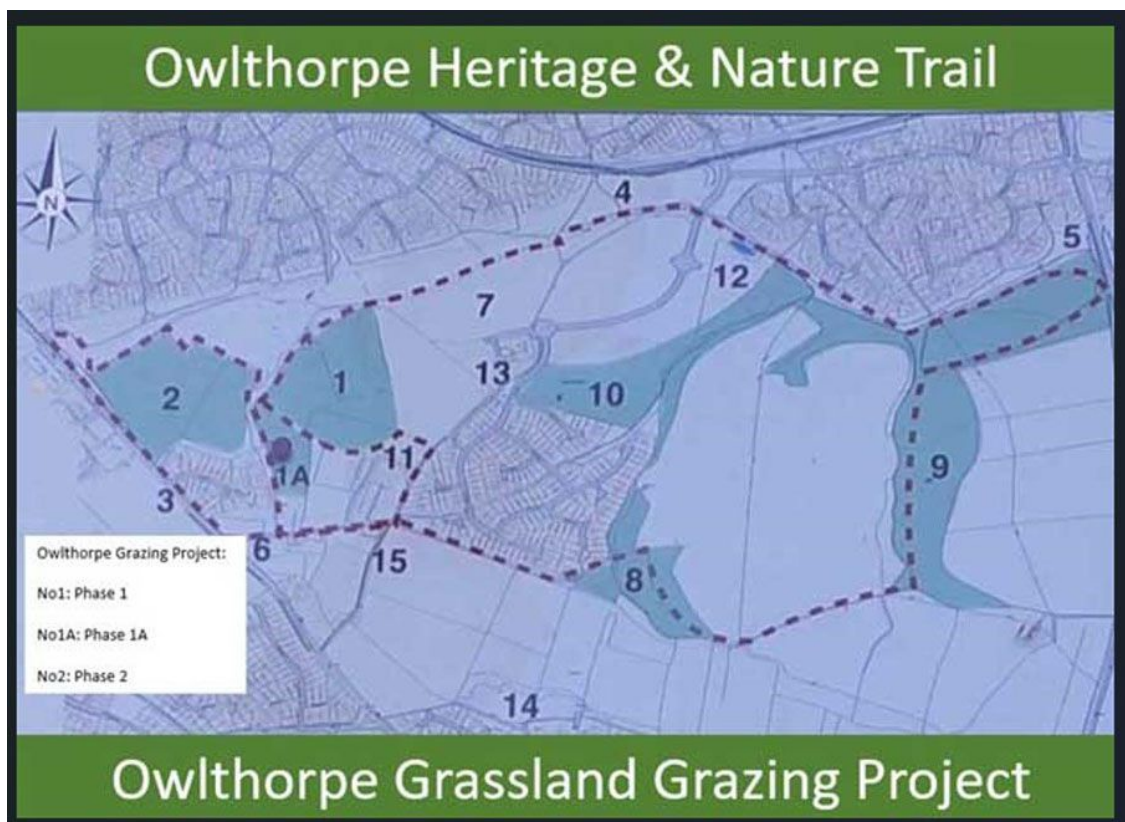 Owlthorpe Heritage & Nature Trail
N
4
5
12
7
13
1
2
10
11
1A
9
3
6
15
8
14
Owlthorpe Grazing Project:
No1: Phase 1
No1A: Phase 1A
No2: Phase 2
Owlthorpe Grassland Grazing Project